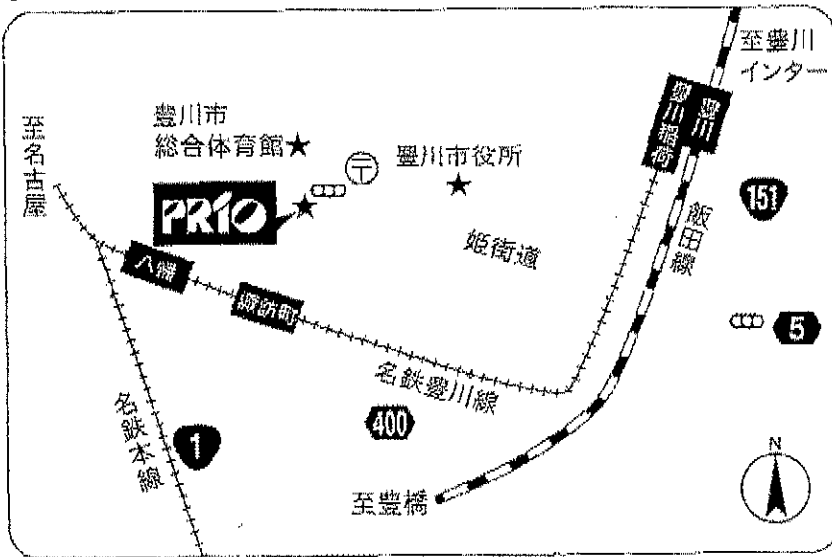 至豊川
インター
豊川市
総合体育館
至名古屋
〒
豊川市役所
豊川稲荷
豊川
PRiO
151
姫街道
飯田線
八幡
諏訪町
5
名鉄豊川線
名鉄本線
400
1
至豊橋
N